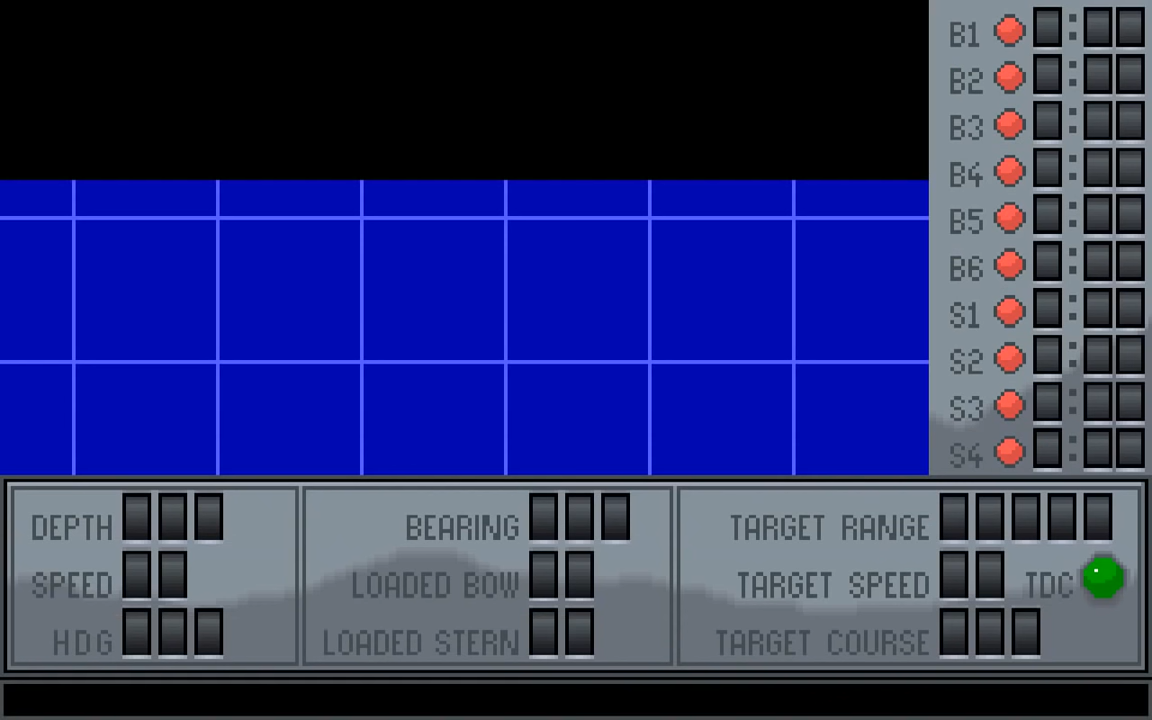 B1
B2
B3
B4
B5
B6
S1
S2
S3
S4
DEPTH BEARING TARGET RANGE
SPEED LOADED BOW TARGET SPEED TDC
HDG LOADED STERN TARGET COURSE